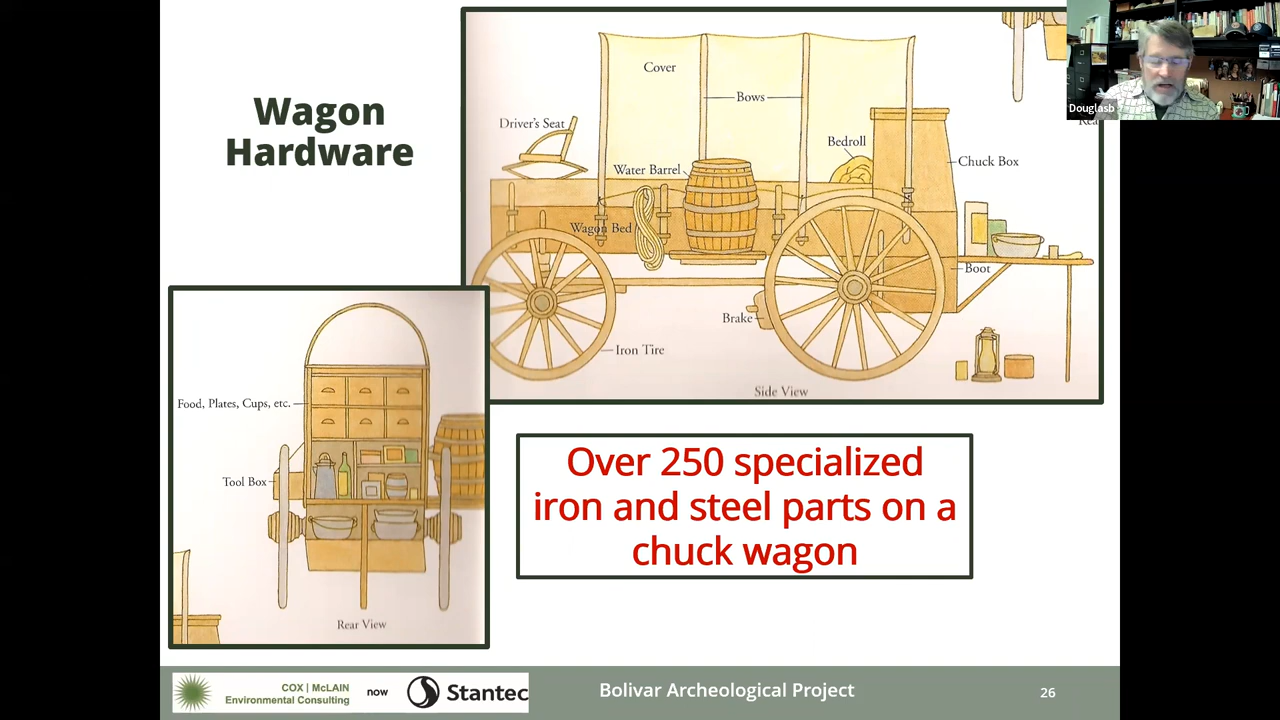 Wagon
Hardware
Cover
Bows
Driver's Seat
Water Barrel
Bedroll
Chuck Box
Wagon Bed
Boot
Brake
Iron Tire
Side View
Douglasb
Food, Plates, Cups, etc.
Tool Box
Rear View
Over 250 specialized
iron and steel parts on a
chuck wagon
COX | McLAIN
Environmental Consulting
now
Stantec
Bolivar Archeological Project
26